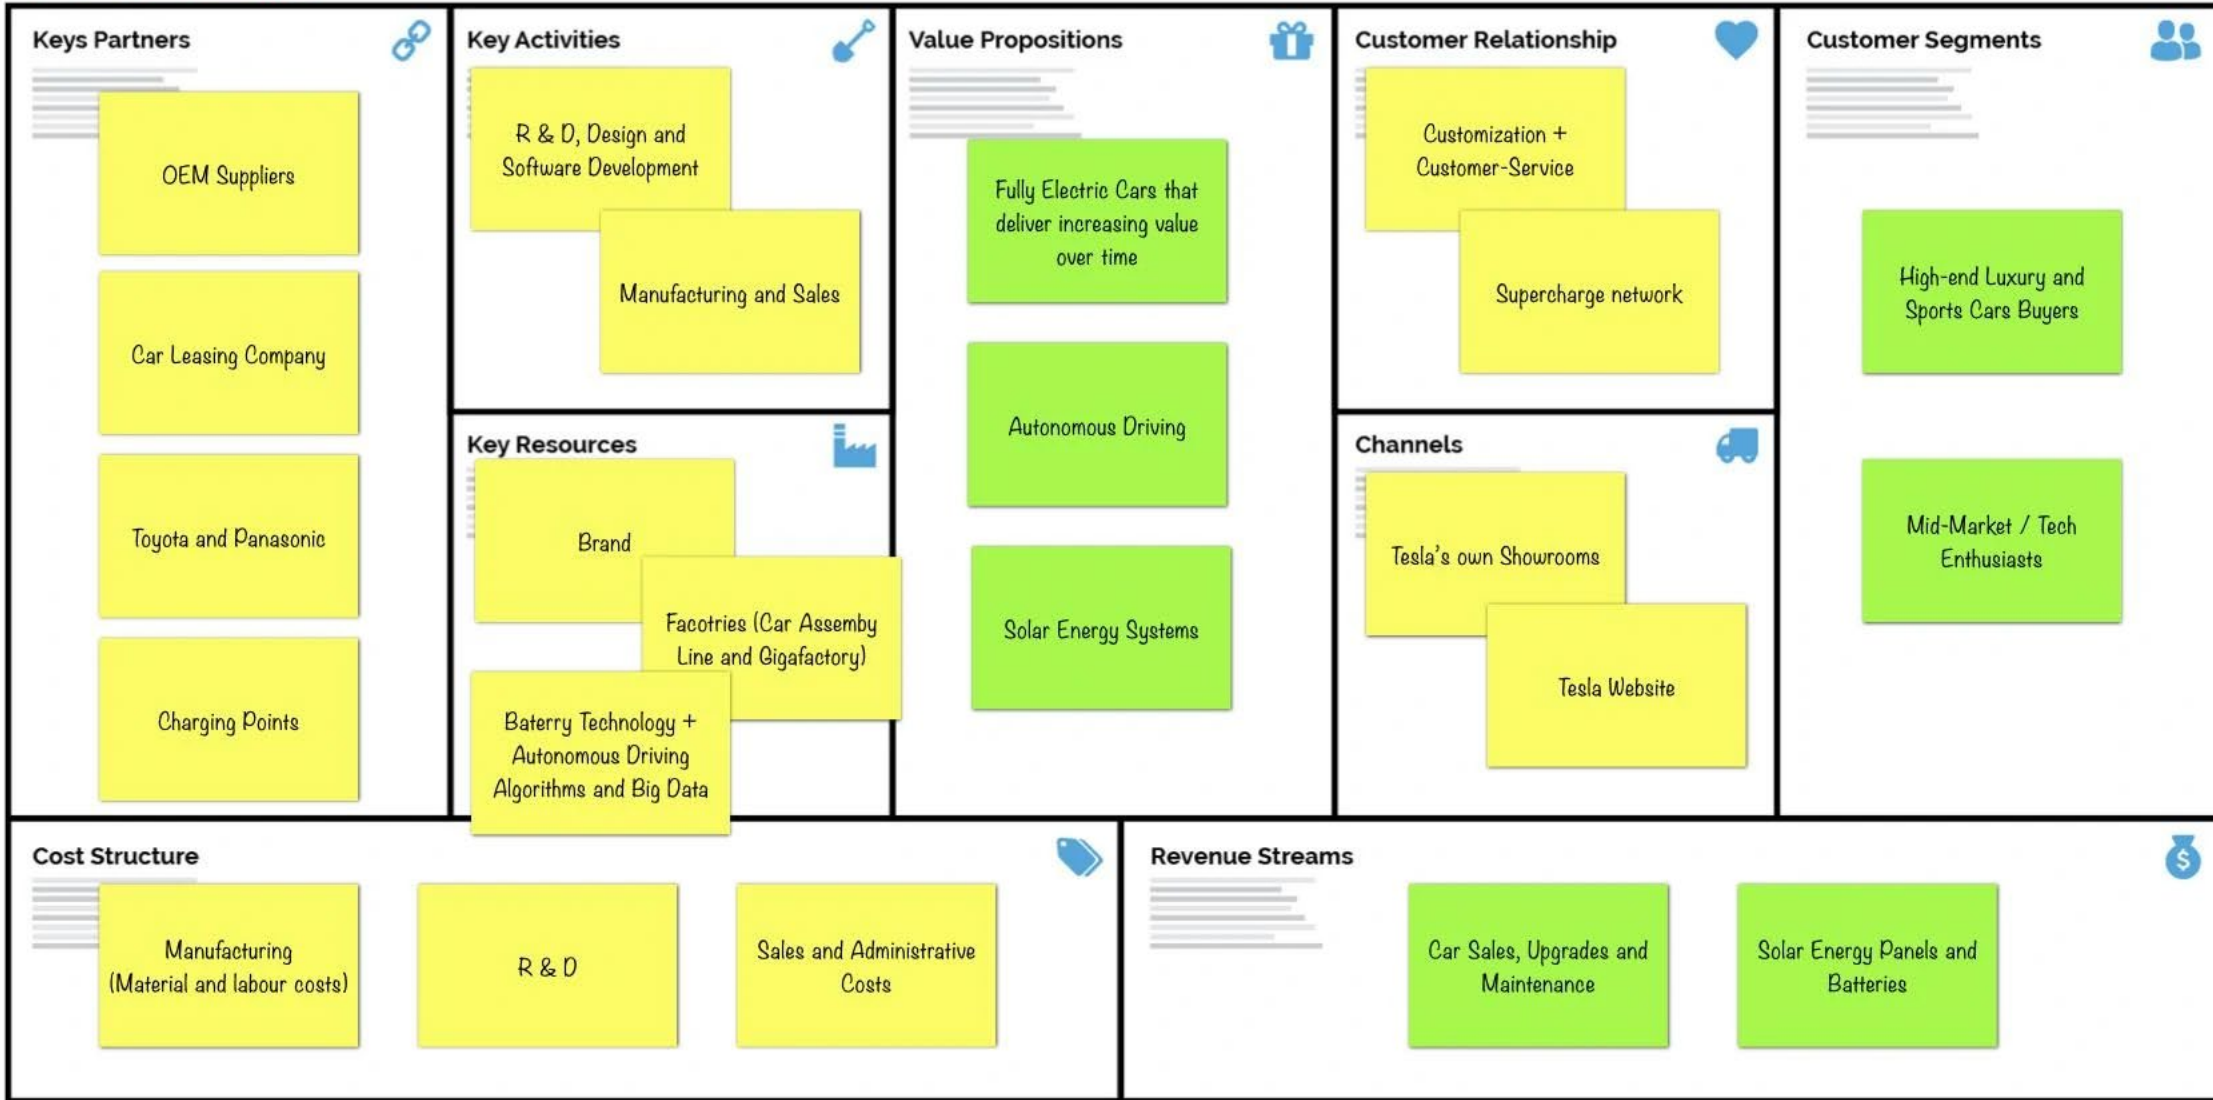 Keys Partners
OEM Suppliers
Car Leasing Company
Toyota and Panasonic
Charging Points
Key Activities
R & D, Design and
Software Development
Manufacturing and Sales
Key Resources
Brand
Facotries (Car Assemby
Line and Gigafactory)
Baterry Technology +
Autonomous Driving
Algorithms and Big Data
Value Propositions
Fully Electric Cars that
deliver increasing value
over time
Autonomous Driving
Solar Energy Systems
Customer Relationship
Customization +
Customer-Service
Supercharge network
Channels
Tesla's own Showrooms
Tesla Website
Customer Segments
High-end Luxury and
Sports Cars Buyers
Mid-Market / Tech
Enthusiasts
Cost Structure
Manufacturing
(Material and labour costs)
R & D
Sales and Administrative
Costs
Revenue Streams
$
Car Sales, Upgrades and
Maintenance
Solar Energy Panels and
Batteries